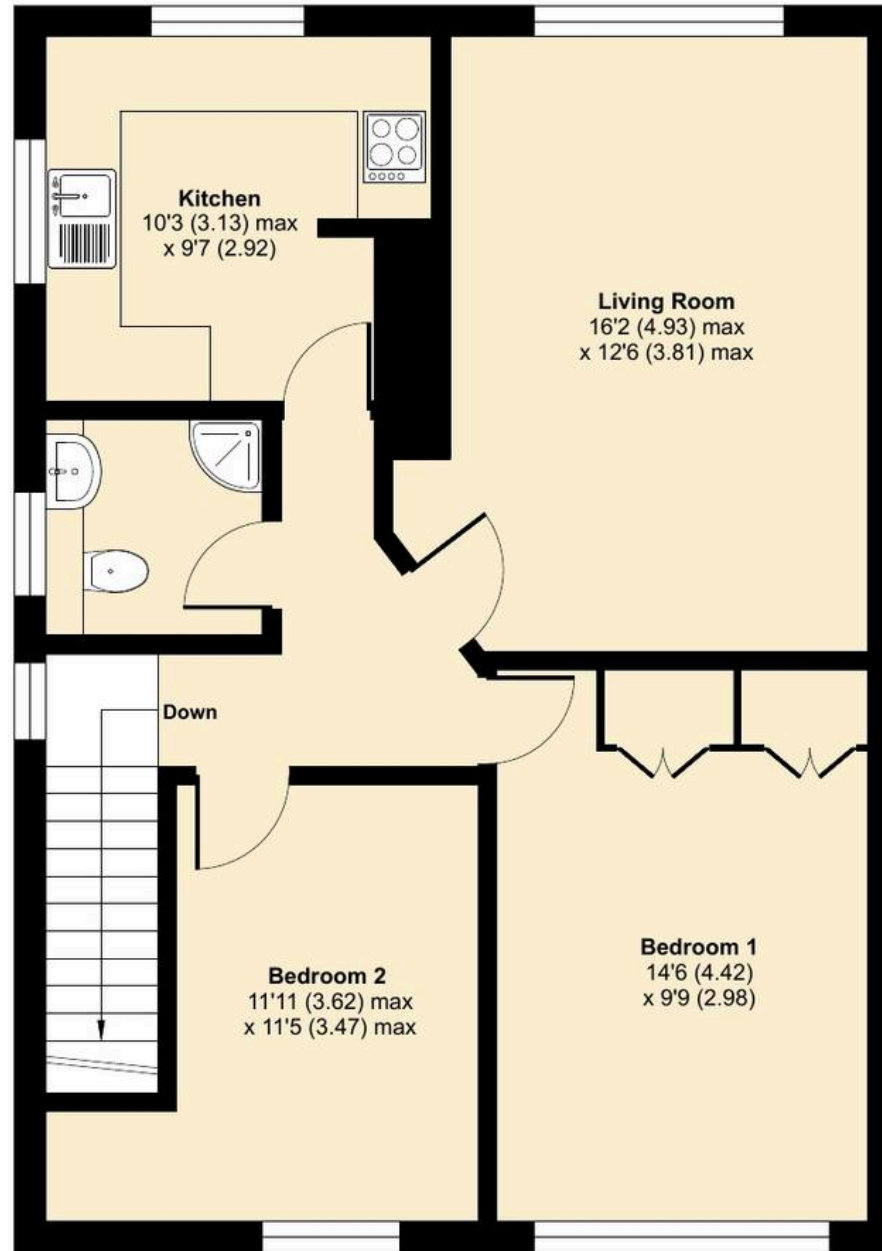 Kitchen
10'3 (3.13) max
x 9'7 (2.92)
Living Room
16'2 (4.93) max
x 12'6 (3.81) max
Down
Bedroom 2
11'11 (3.62) max
x 11'5 (3.47) max
Bedroom 1
14'6 (4.42)
x 9'9 (2.98)